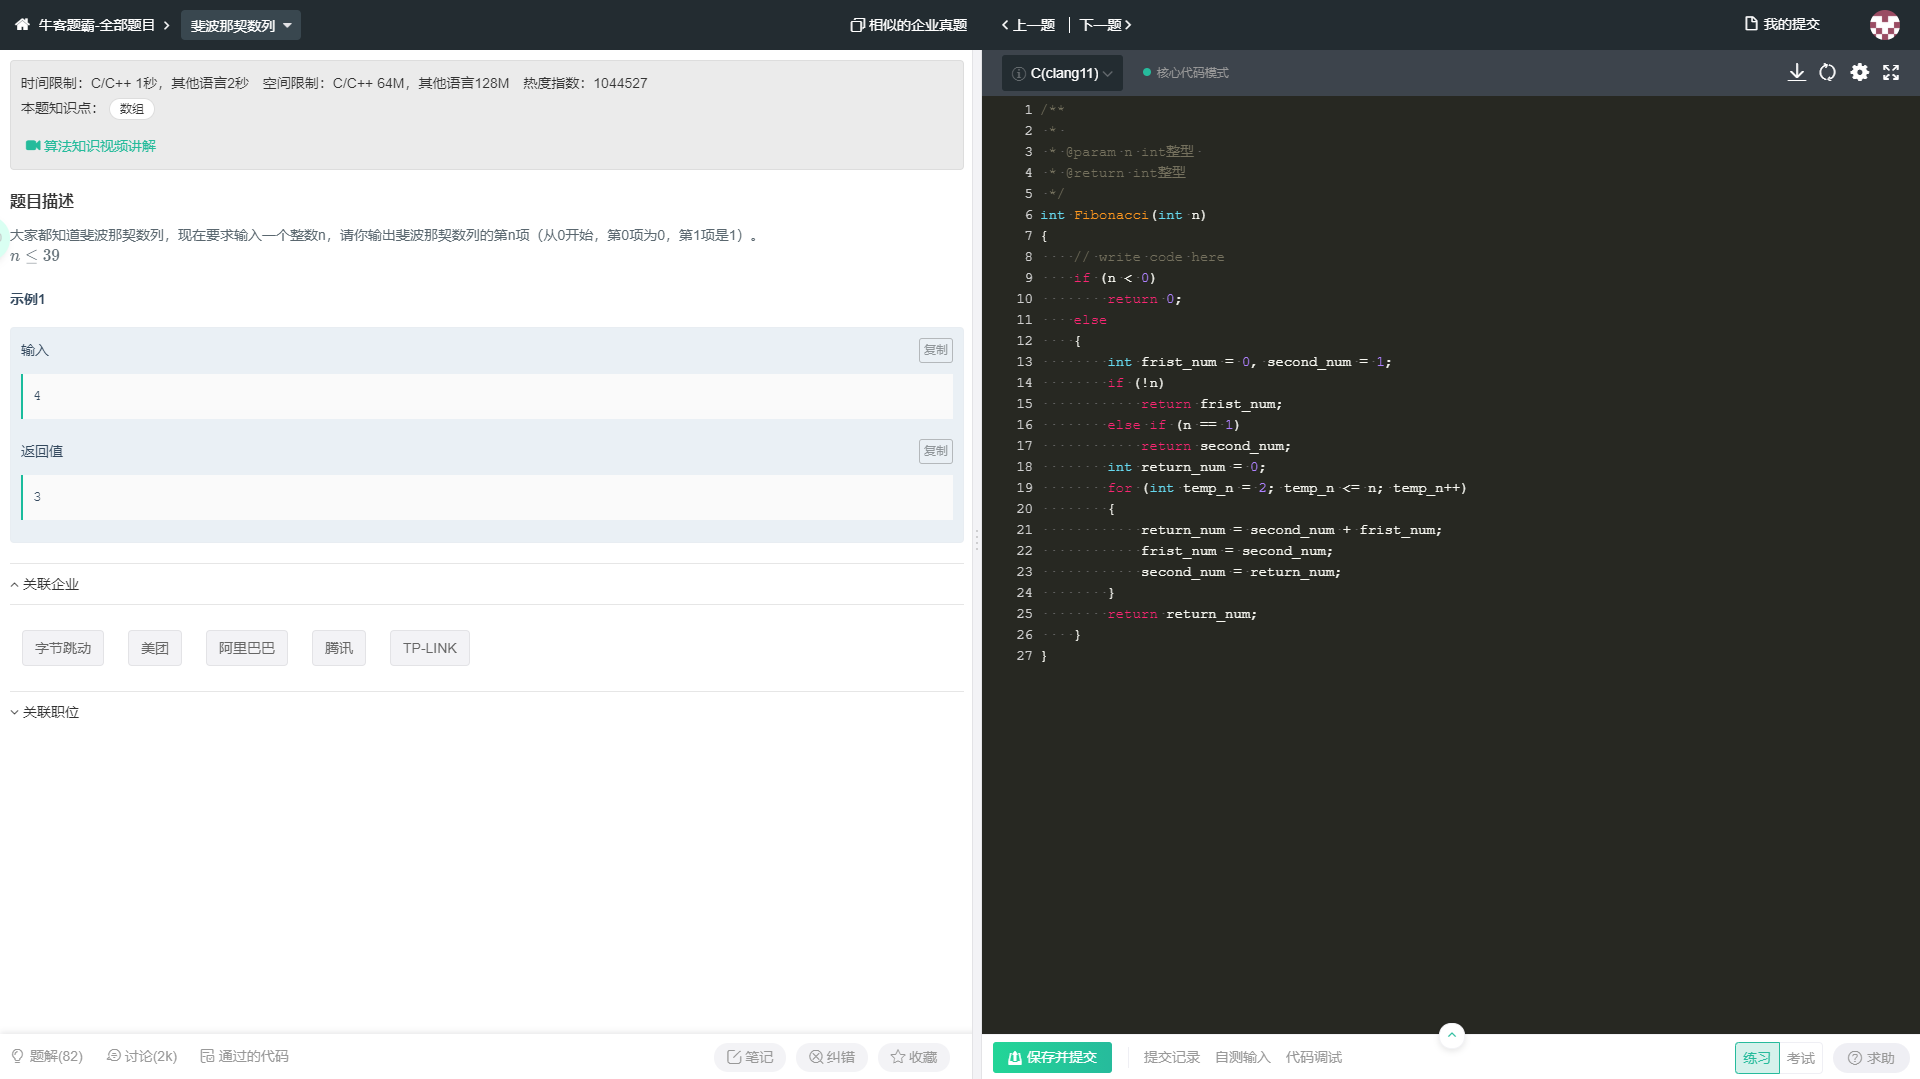 牛客题霸-全部题目 斐波那契数列 相似的企业真题 上一题 下一题 我的提交
时间限制：C/C++ 1秒，其他语言2秒 空间限制：C/C++ 64M，其他语言128M 热度指数：1044527
本题知识点： 数组
算法知识视频讲解
题目描述
大家都知道斐波那契数列，现在要求输入一个整数n，请你输出斐波那契数列的第n项（从0开始，第0项为0，第1项是1）。
n ≤ 39
示例1
输入 复制
4
返回值 复制
3
关联企业
字节跳动 美团 阿里巴巴 腾讯 TP-LINK
关联职位
题解(82) 讨论(2k) 通过的代码 笔记 纠错 收藏
C(clang11) 核心代码模式
1 /**
2  *
3  * @param n int整型
4  * @return int整型
5  */
6 int Fibonacci(int n)
7 {
8     // write code here
9     if (n < 0)
10         return 0;
11     else
12     {
13         int frist_num = 0, second_num = 1;
14         if (!n)
15             return frist_num;
16         else if (n == 1)
17             return second_num;
18         int return_num = 0;
19         for (int temp_n = 2; temp_n <= n; temp_n++)
20         {
21             return_num = second_num + frist_num;
22             frist_num = second_num;
23             second_num = return_num;
24         }
25         return return_num;
26     }
27 }
保存并提交 提交记录 自测输入 代码调试 练习 考试 求助